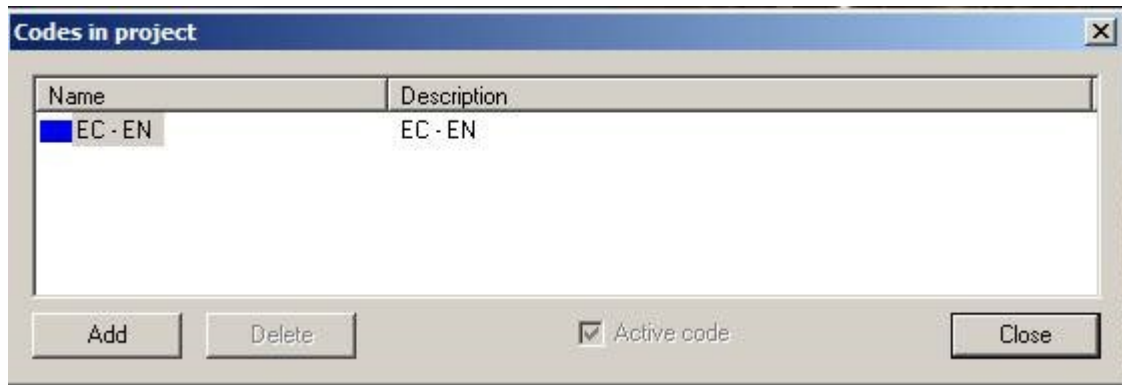 Codes in project
Name Description
EC - EN EC - EN
Add Delete Active code Close